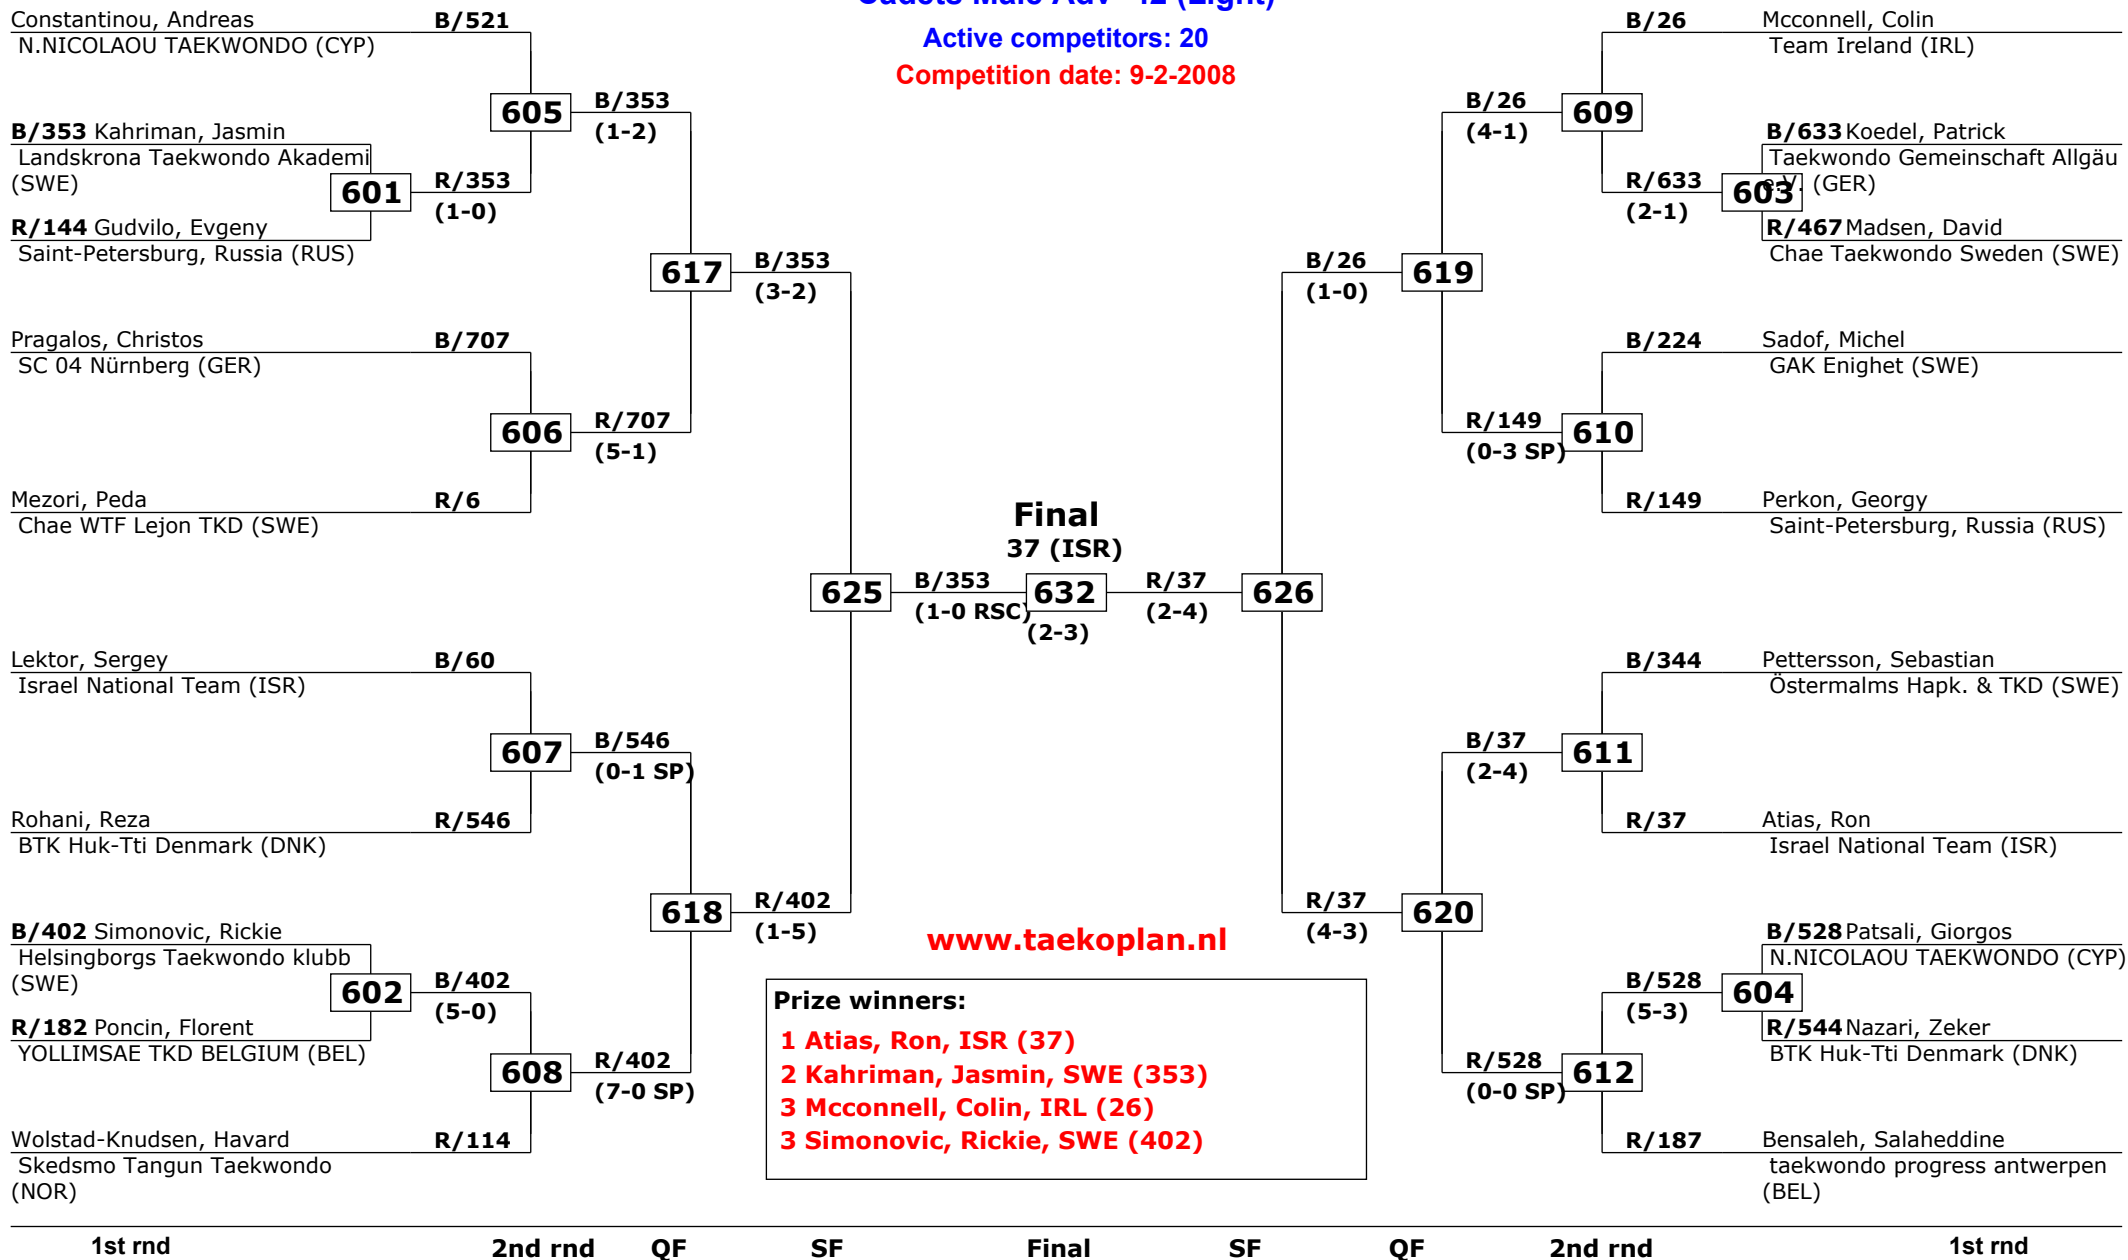 Cadets Male Adv -42 (Light)
Active competitors: 20
Competition date: 9-2-2008
Constantinou, Andreas B/521
N.NICOLAOU TAEKWONDO (CYP)
B/353 Kahriman, Jasmin
Landskrona Taekwondo Akademi
(SWE)
601
R/353
(1-0)
R/144 Gudvilo, Evgeny
Saint-Petersburg, Russia (RUS)
605
B/353
(1-2)
Pragalos, Christos B/707
SC 04 Nürnberg (GER)
606
R/707
(5-1)
Mezori, Peda R/6
Chae WTF Lejon TKD (SWE)
617
B/353
(3-2)
Lektor, Sergey B/60
Israel National Team (ISR)
607
B/546
(0-1 SP)
Rohani, Reza R/546
BTK Huk-Tti Denmark (DNK)
B/402 Simonovic, Rickie
Helsingborgs Taekwondo klubb
(SWE)
602
B/402
(5-0)
R/182 Poncin, Florent
YOLLIMSAE TKD BELGIUM (BEL)
608
R/402
(7-0 SP)
Wolstad-Knudsen, Havard R/114
Skedsmo Tangun Taekwondo
(NOR)
618
R/402
(1-5)
625
B/353
(1-0 RSC)
Final
37 (ISR)
632
(2-3)
R/37
(2-4)
626
B/26 Mcconnell, Colin
Team Ireland (IRL)
B/26
(4-1)
609
B/633 Koedel, Patrick
Taekwondo Gemeinschaft Allgäu
e.V. (GER)
R/633
(2-1)
603
R/467 Madsen, David
Chae Taekwondo Sweden (SWE)
B/26
(1-0)
619
B/224 Sadof, Michel
GAK Enighet (SWE)
R/149
(0-3 SP)
610
R/149 Perkon, Georgy
Saint-Petersburg, Russia (RUS)
B/344 Pettersson, Sebastian
Östermalms Hapk. & TKD (SWE)
B/37
(2-4)
611
R/37 Atias, Ron
Israel National Team (ISR)
R/37
(4-3)
620
B/528 Patsali, Giorgos
N.NICOLAOU TAEKWONDO (CYP)
B/528
(5-3)
604
R/544 Nazari, Zeker
BTK Huk-Tti Denmark (DNK)
R/528
(0-0 SP)
612
R/187 Bensaleh, Salaheddine
taekwondo progress antwerpen
(BEL)
www.taekoplan.nl
Prize winners:
1 Atias, Ron, ISR (37)
2 Kahriman, Jasmin, SWE (353)
3 Mcconnell, Colin, IRL (26)
3 Simonovic, Rickie, SWE (402)
1st rnd 2nd rnd QF SF Final SF QF 2nd rnd 1st rnd